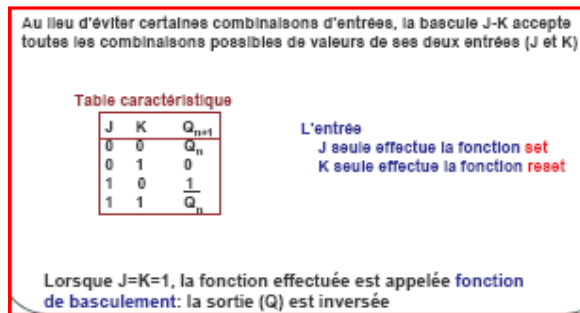 Au lieu d'éviter certaines combinaisons d'entrées, la bascule J-K accepte
toutes les combinaisons possibles de valeurs de ses deux entrées (J et K)
Table caractéristique
J K Qn+1
0 0 Qn
0 1 0
1 0 1
1 1 Q̅n
L'entrée
J seule effectue la fonction set
K seule effectue la fonction reset
Lorsque J=K=1, la fonction effectuée est appelée fonction
de basculement: la sortie (Q) est inversée